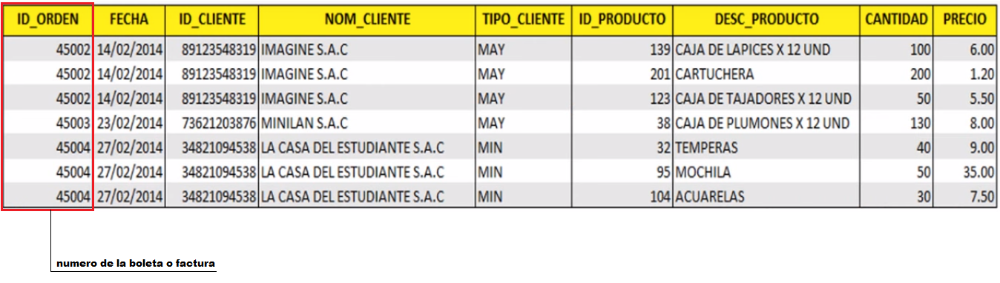 ID_ORDEN FECHA ID_CLIENTE NOM_CLIENTE TIPO_CLIENTE ID_PRODUCTO DESC_PRODUCTO CANTIDAD PRECIO
45002 14/02/2014 89123548319 IMAGINE S.A.C MAY 139 CAJA DE LAPICES X 12 UND 100 6.00
45002 14/02/2014 89123548319 IMAGINE S.A.C MAY 201 CARTUCHERA 200 1.20
45002 14/02/2014 89123548319 IMAGINE S.A.C MAY 123 CAJA DE TAJADORES X 12 UND 50 5.50
45003 23/02/2014 73621203876 MINILAN S.A.C MAY 38 CAJA DE PLUMONES X 12 UND 130 8.00
45004 27/02/2014 34821094538 LA CASA DEL ESTUDIANTE S.A.C MIN 32 TEMPERAS 40 9.00
45004 27/02/2014 34821094538 LA CASA DEL ESTUDIANTE S.A.C MIN 95 MOCHILA 50 35.00
45004 27/02/2014 34821094538 LA CASA DEL ESTUDIANTE S.A.C MIN 104 ACUARELAS 30 7.50
numero de la boleta o factura